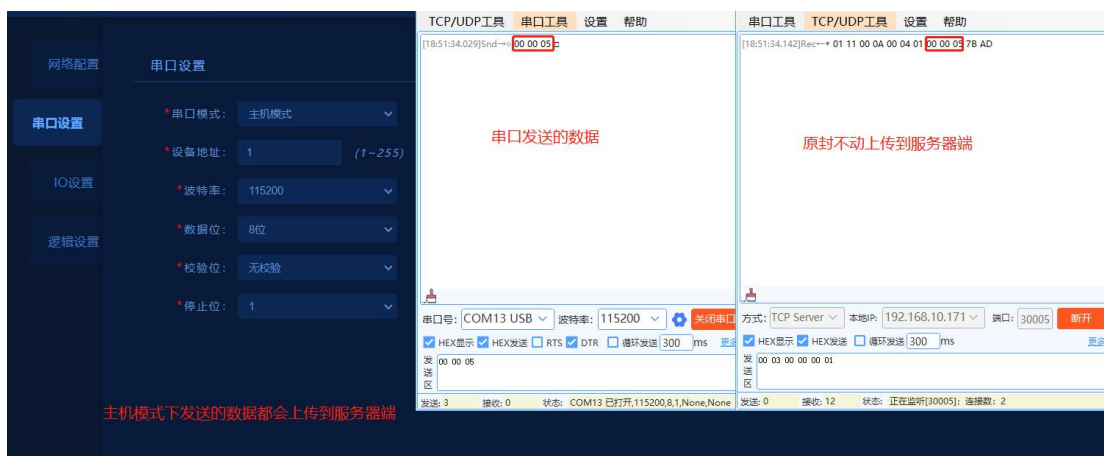 网络配置
串口设置
IO设置
逻辑设置
串口设置
*串口模式: 主机模式
*设备地址: 1 (1~255)
*波特率: 115200
*数据位: 8位
*校验位: 无校验
*停止位: 1
主机模式下发送的数据都会上传到服务器端
TCP/UDP工具 串口工具 设置 帮助
[18:51:34.029]Snd→◇00 00 05□
串口发送的数据
串口号: COM13 USB 波特率: 115200 关闭串口
HEX显示 HEX发送 RTS DTR 循环发送 300 ms
发送区 00 00 05
发送: 3 接收: 0 状态: COM13 已打开,115200,8,1,None,None
串口工具 TCP/UDP工具 设置 帮助
[18:51:34.142]Rec←◆ 01 11 00 0A 00 04 01 00 00 05 7B AD
原封不动上传到服务器端
方式: TCP Server 本地IP: 192.168.10.171 端口: 30005 断开
HEX显示 HEX发送 循环发送 300 ms
发送区 00 03 00 00 00 01
发送: 0 接收: 12 状态: 正在监听[30005]; 连接数: 2